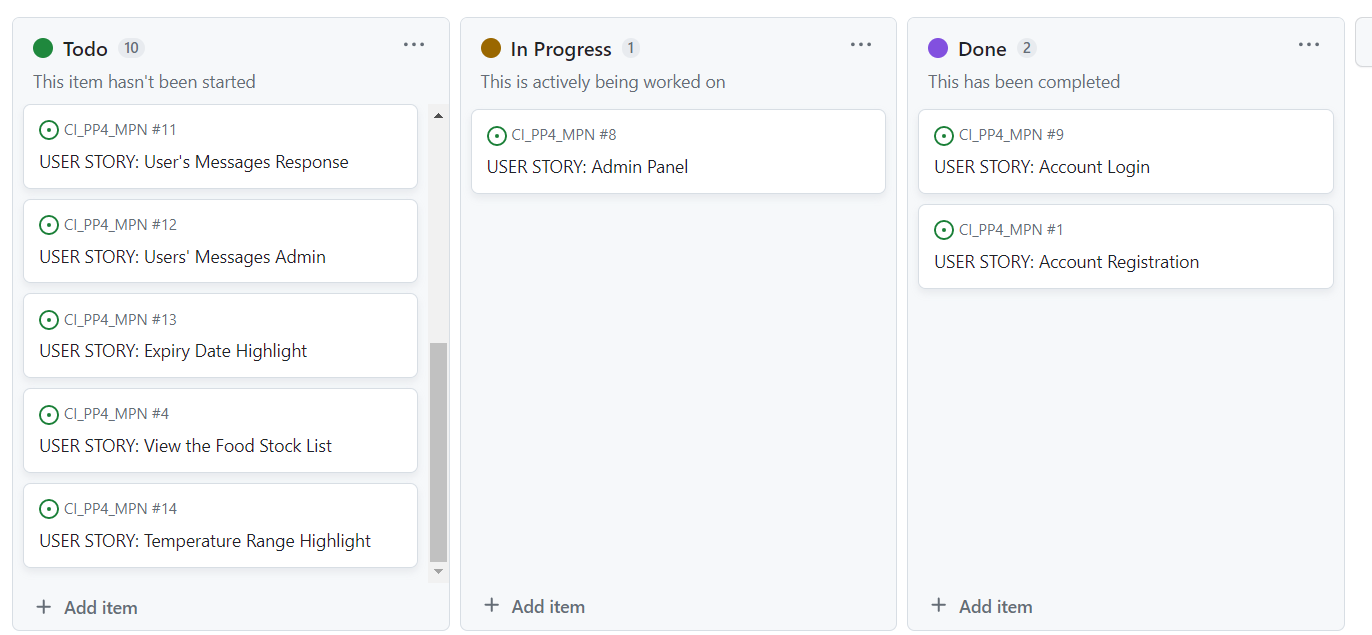 Todo 10
This item hasn't been started
CI_PP4_MPN #11
USER STORY: User's Messages Response
CI_PP4_MPN #12
USER STORY: Users' Messages Admin
CI_PP4_MPN #13
USER STORY: Expiry Date Highlight
CI_PP4_MPN #4
USER STORY: View the Food Stock List
CI_PP4_MPN #14
USER STORY: Temperature Range Highlight
+ Add item
In Progress 1
This is actively being worked on
CI_PP4_MPN #8
USER STORY: Admin Panel
+ Add item
Done 2
This has been completed
CI_PP4_MPN #9
USER STORY: Account Login
CI_PP4_MPN #1
USER STORY: Account Registration
+ Add item